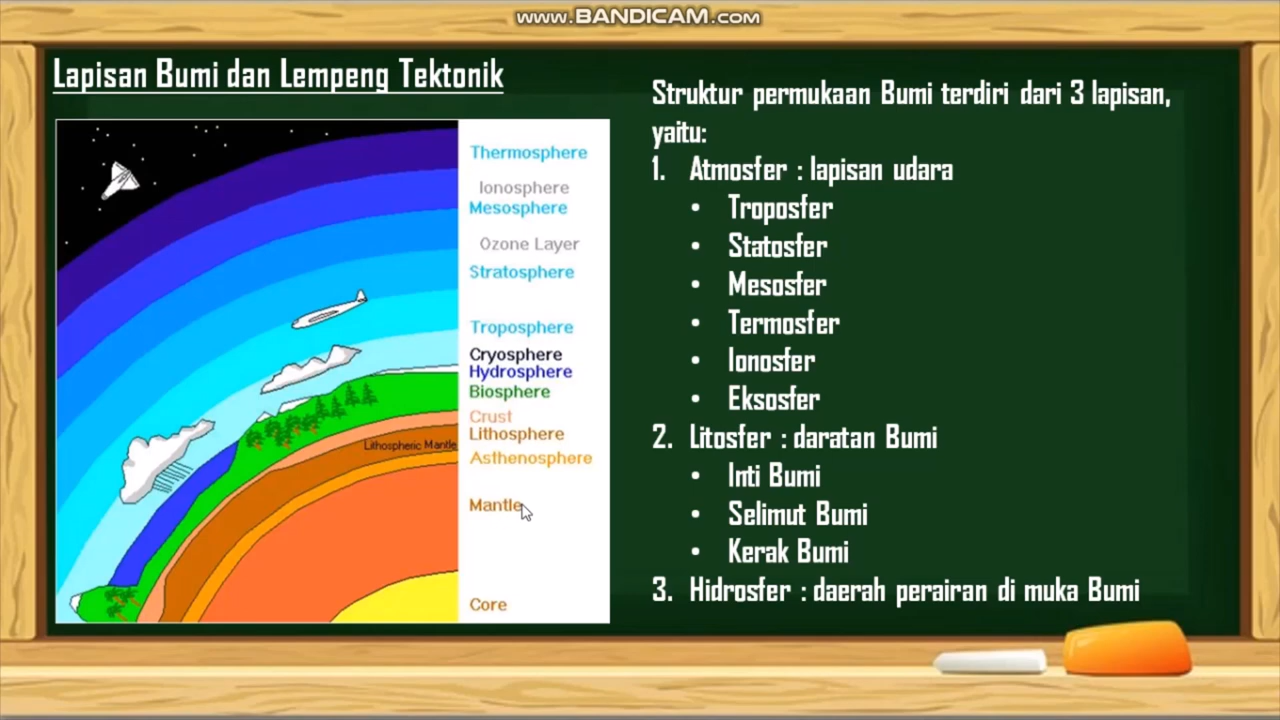 www.BANDICAM.com
Lapisan Bumi dan Lempeng Tektonik
Thermosphere
Ionosphere
Mesosphere
Ozone Layer
Stratosphere
Troposphere
Cryosphere
Hydrosphere
Biosphere
Crust
Lithosphere
Lithospheric Mantle
Asthenosphere
Mantle
Core
Struktur permukaan Bumi terdiri dari 3 lapisan,
yaitu:
1. Atmosfer : lapisan udara
• Troposfer
• Statosfer
• Mesosfer
• Termosfer
• Ionosfer
• Eksosfer
2. Litosfer : daratan Bumi
• Inti Bumi
• Selimut Bumi
• Kerak Bumi
3. Hidrosfer : daerah perairan di muka Bumi